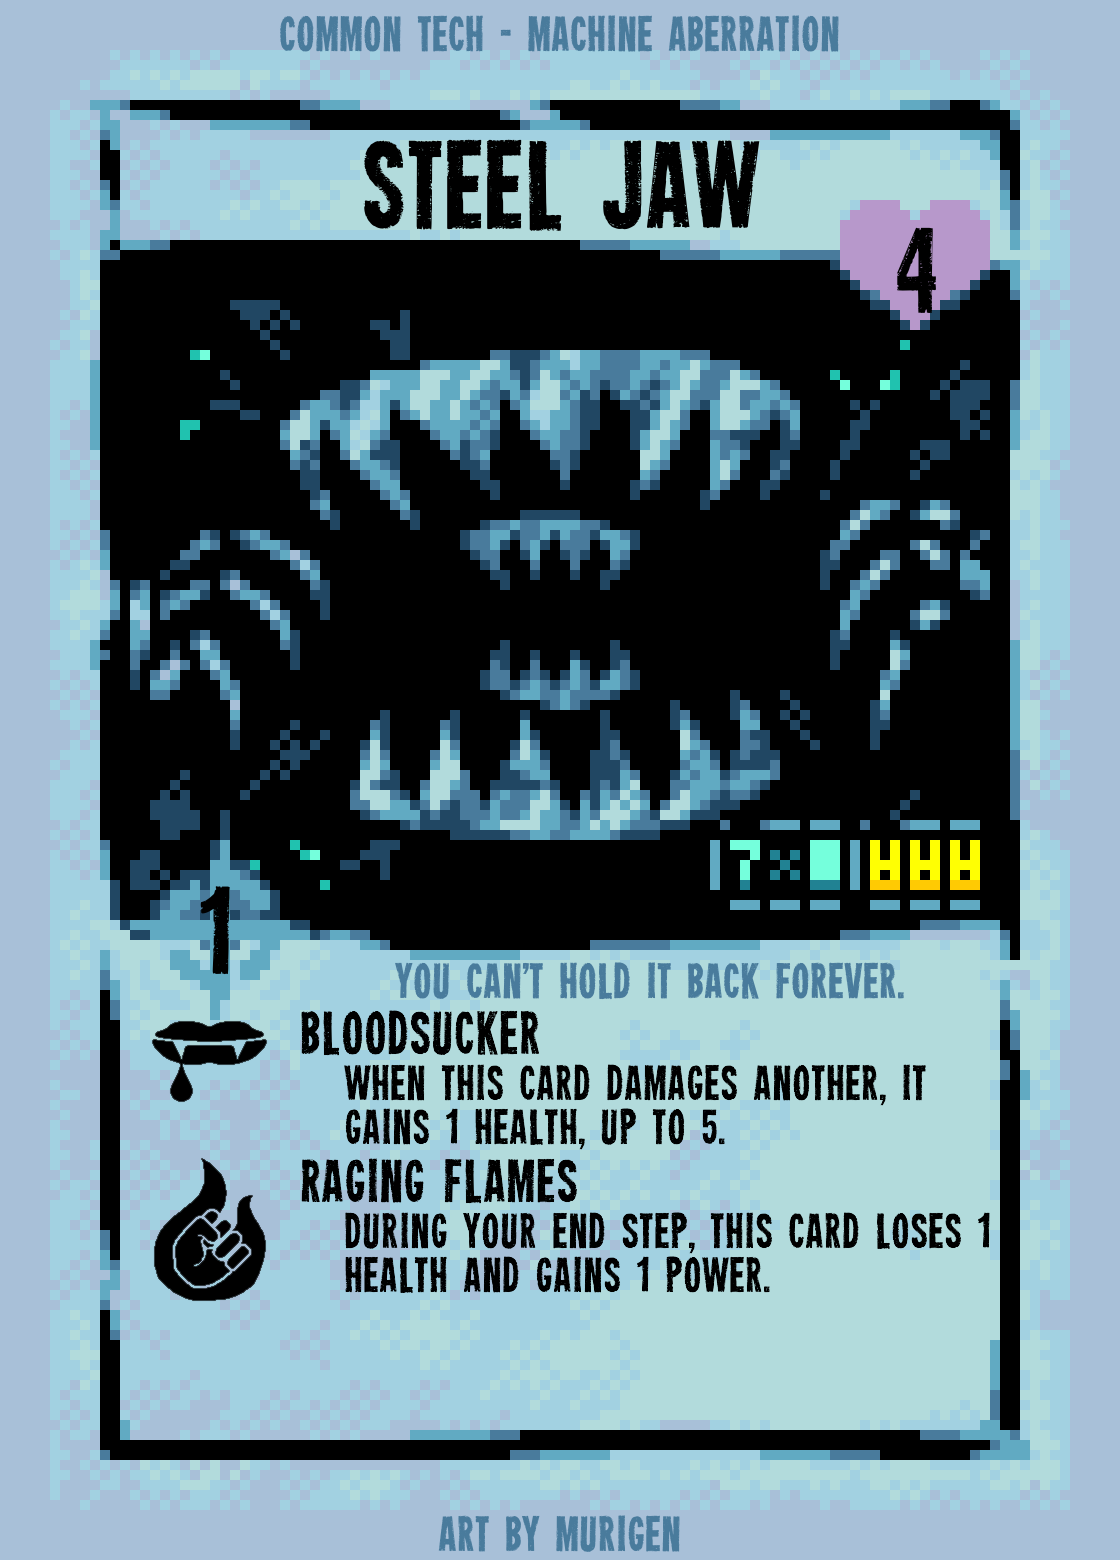 COMMON TECH - MACHINE ABERRATION
STEEL JAW
4
7 x
1
YOU CAN'T HOLD IT BACK FOREVER.
BLOODSUCKER
WHEN THIS CARD DAMAGES ANOTHER, IT
GAINS 1 HEALTH, UP TO 5.
RAGING FLAMES
DURING YOUR END STEP, THIS CARD LOSES 1
HEALTH AND GAINS 1 POWER.
ART BY MURIGEN